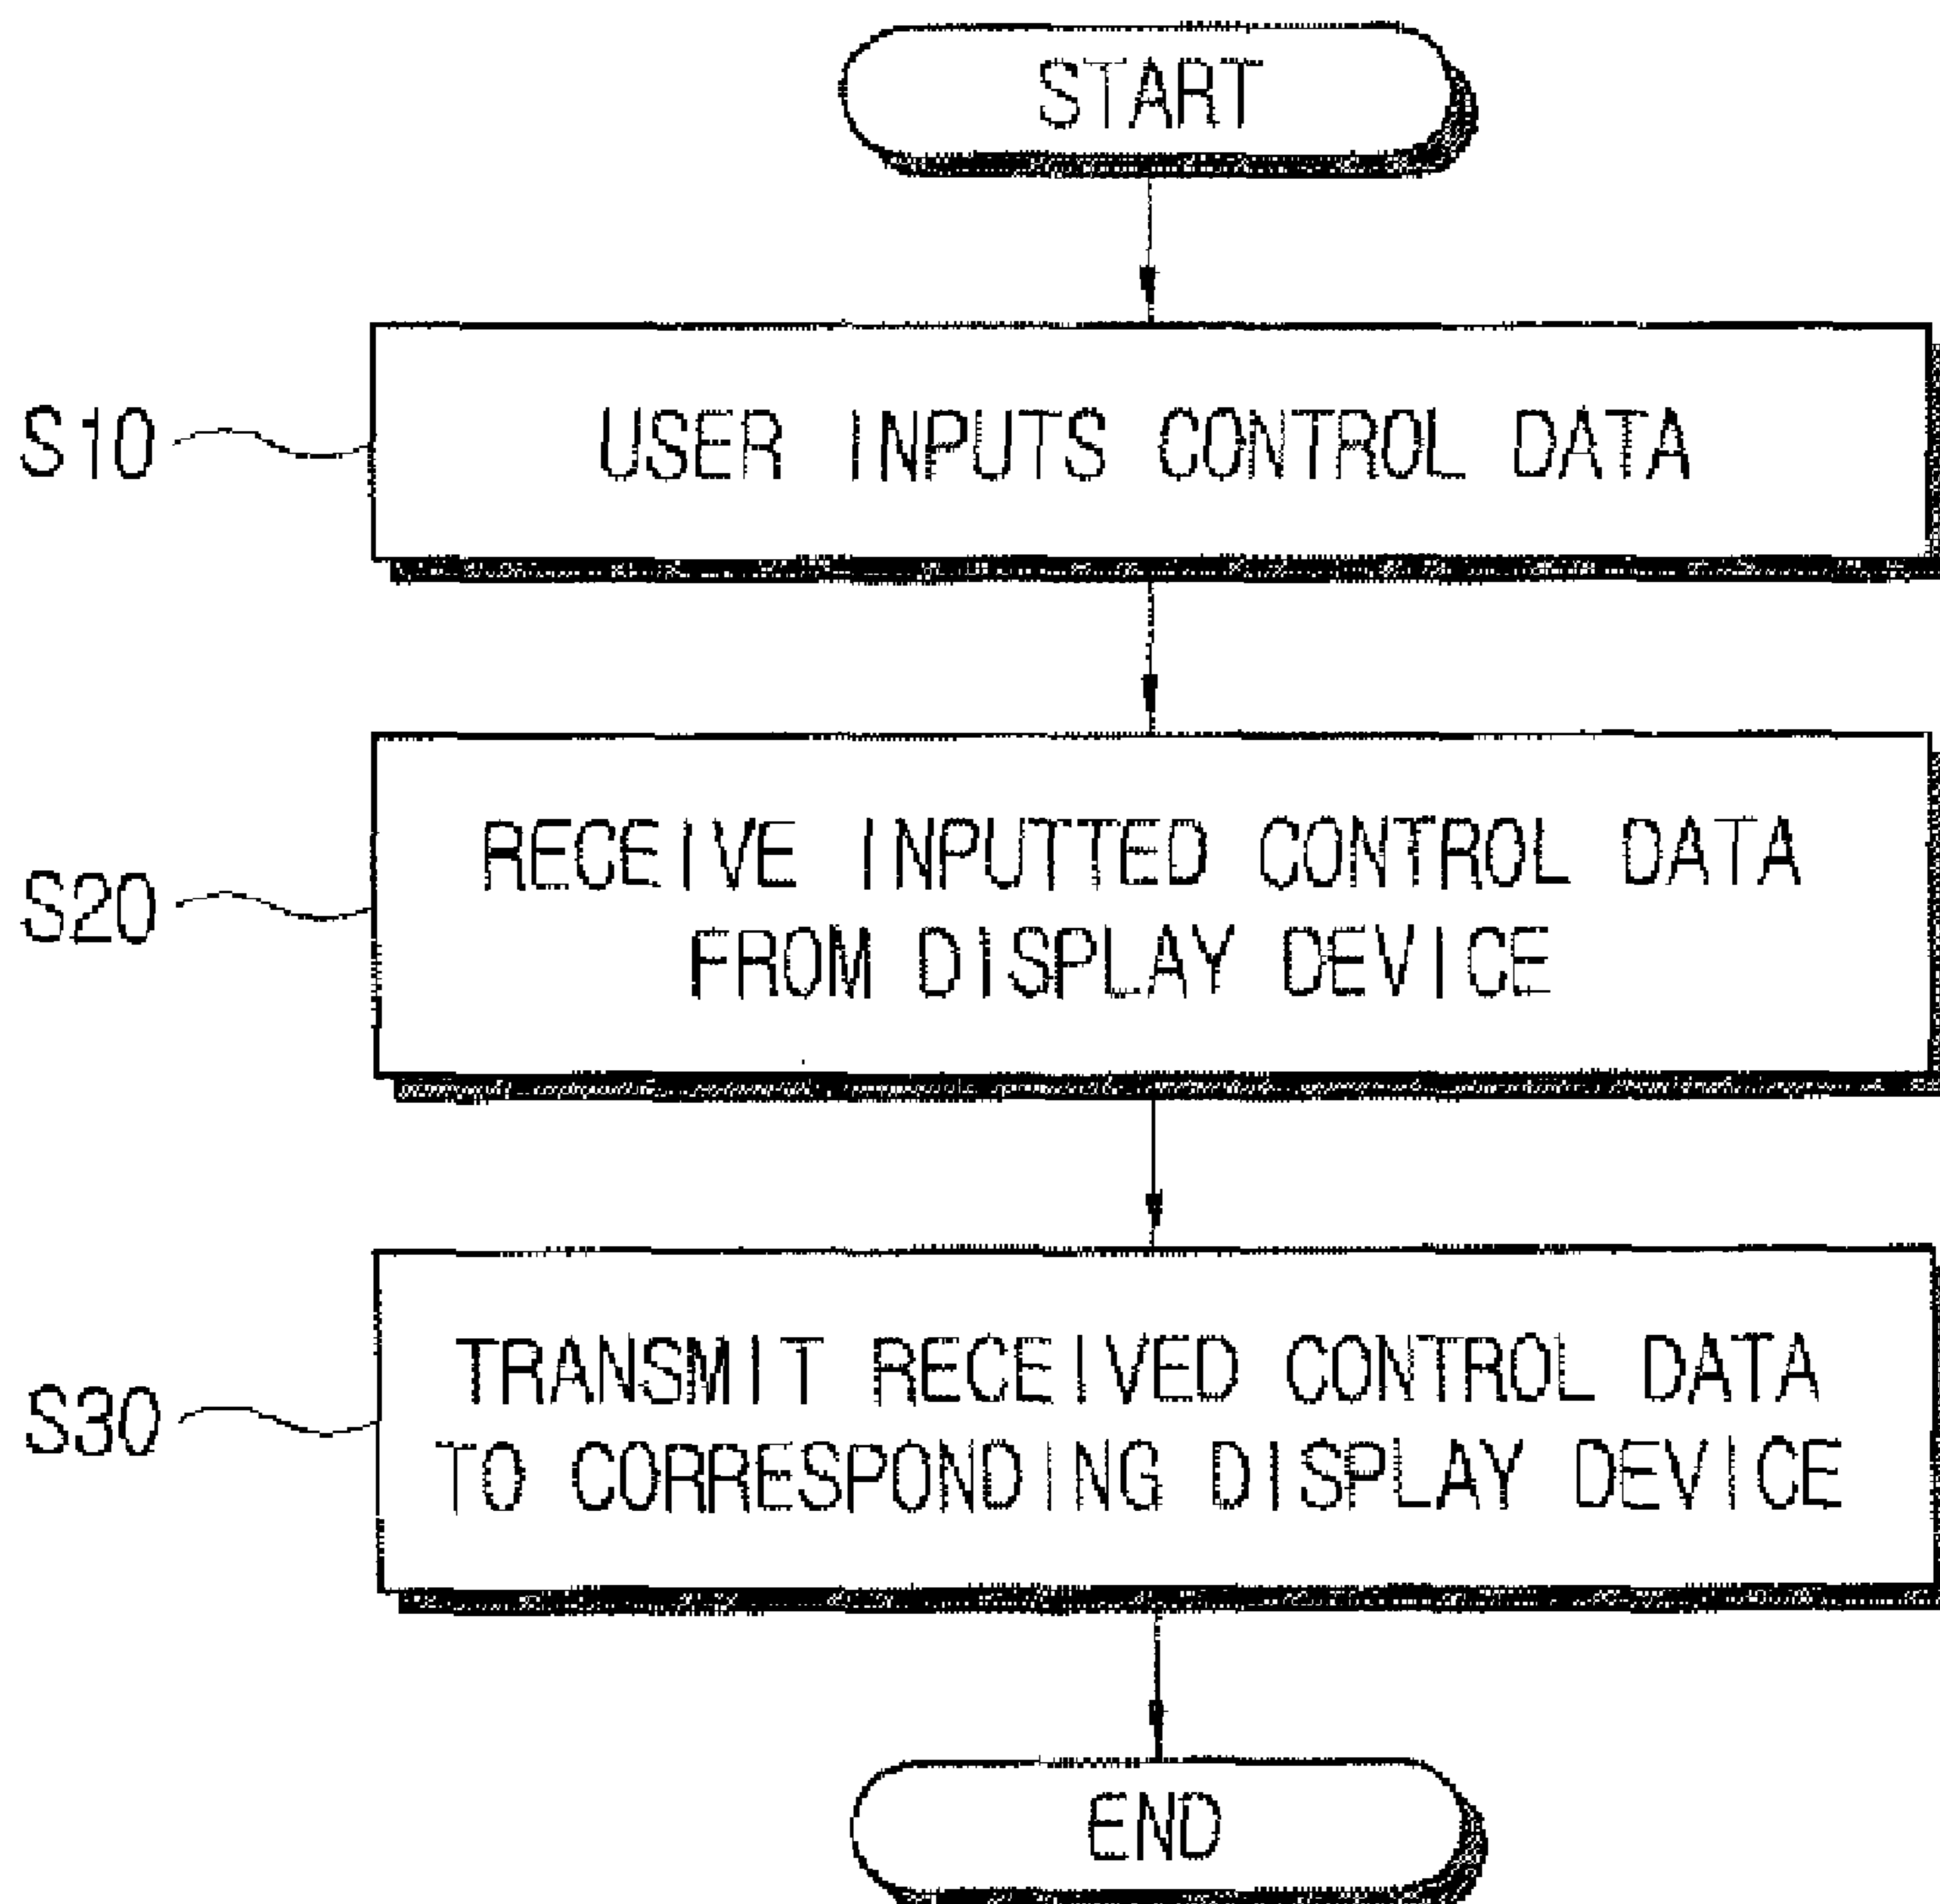 START
S10
USER INPUTS CONTROL DATA
S20
RECEIVE INPUTTED CONTROL DATA
FROM DISPLAY DEVICE
S30
TRANSMIT RECEIVED CONTROL DATA
TO CORRESPONDING DISPLAY DEVICE
END